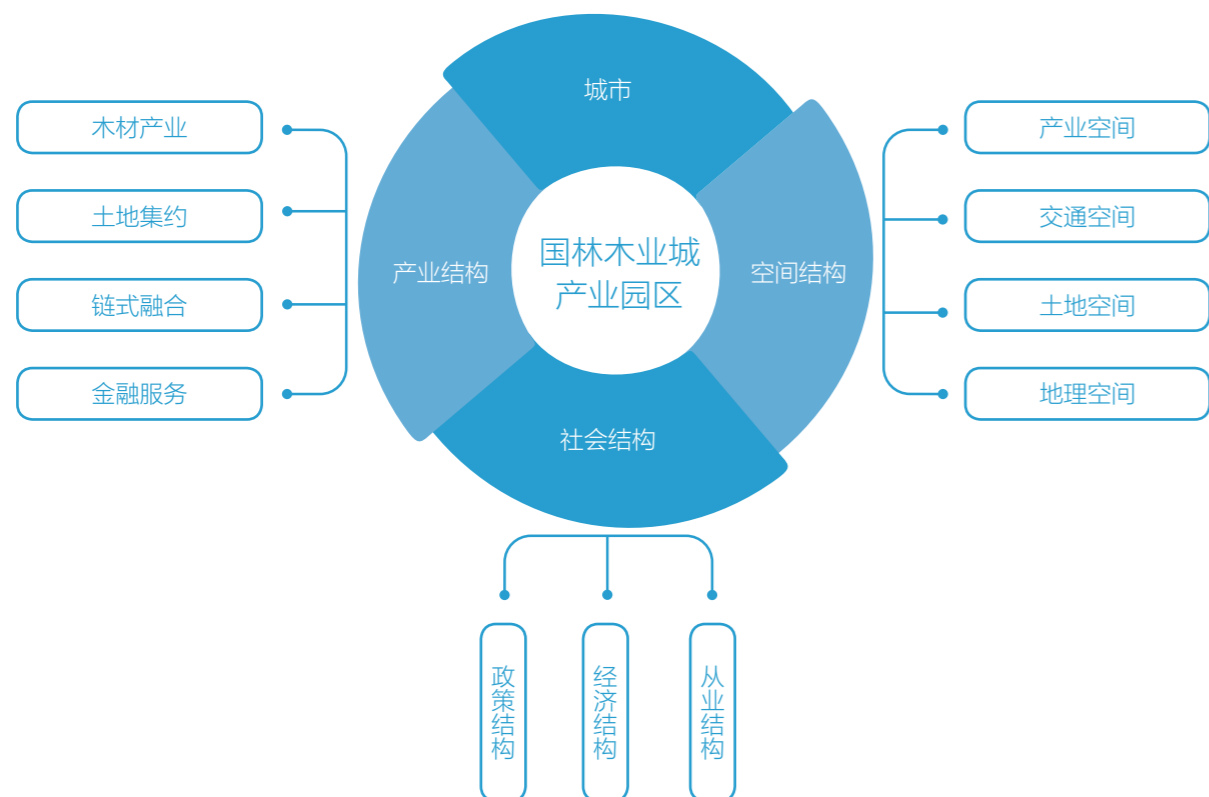 城市
木材产业
土地集约
链式融合
金融服务
产业结构
国林木业城
产业园区
空间结构
产业空间
交通空间
土地空间
地理空间
社会结构
政策结构
经济结构
从业结构